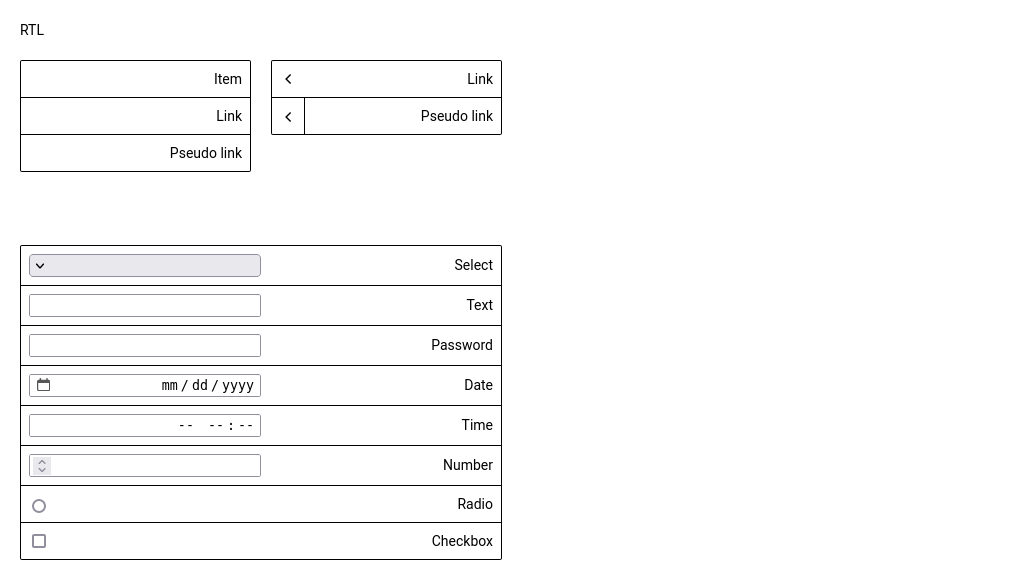 RTL
Item
Link
Pseudo link
Link
Pseudo link
Select
Text
Password
mm/dd/yyyy Date
-- --:-- Time
Number
Radio
Checkbox